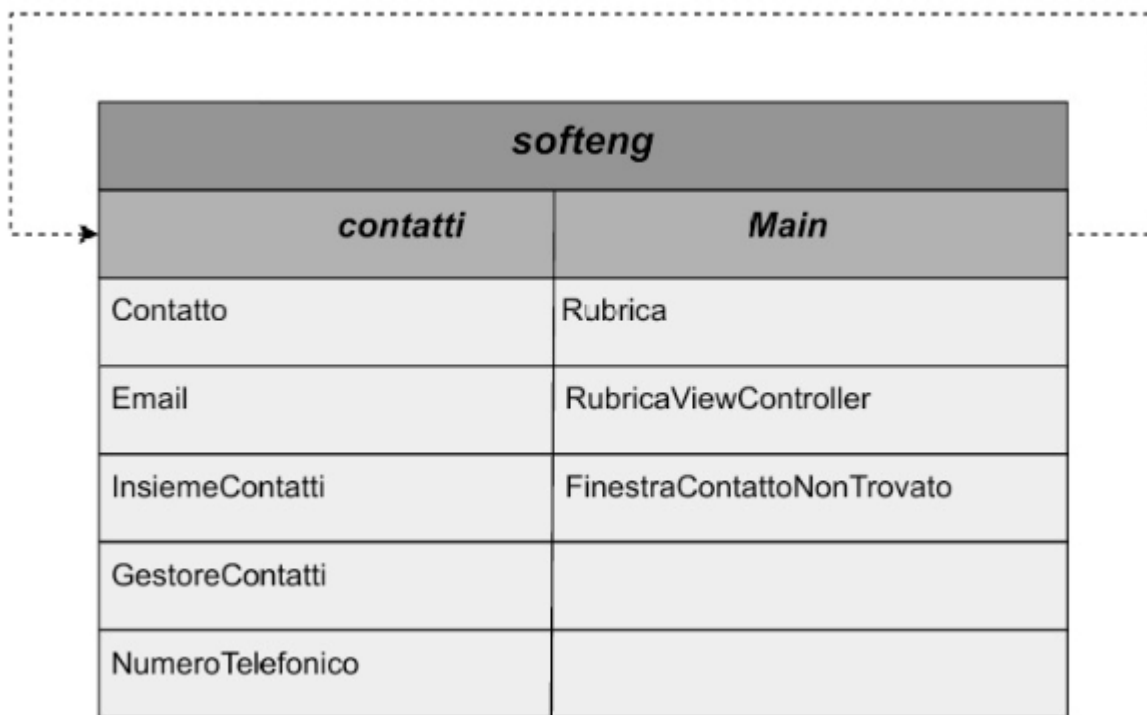 softeng
contatti Main
Contatto Rubrica
Email RubricaViewController
InsiemeContatti FinestraContattoNonTrovato
GestoreContatti
NumeroTelefonico